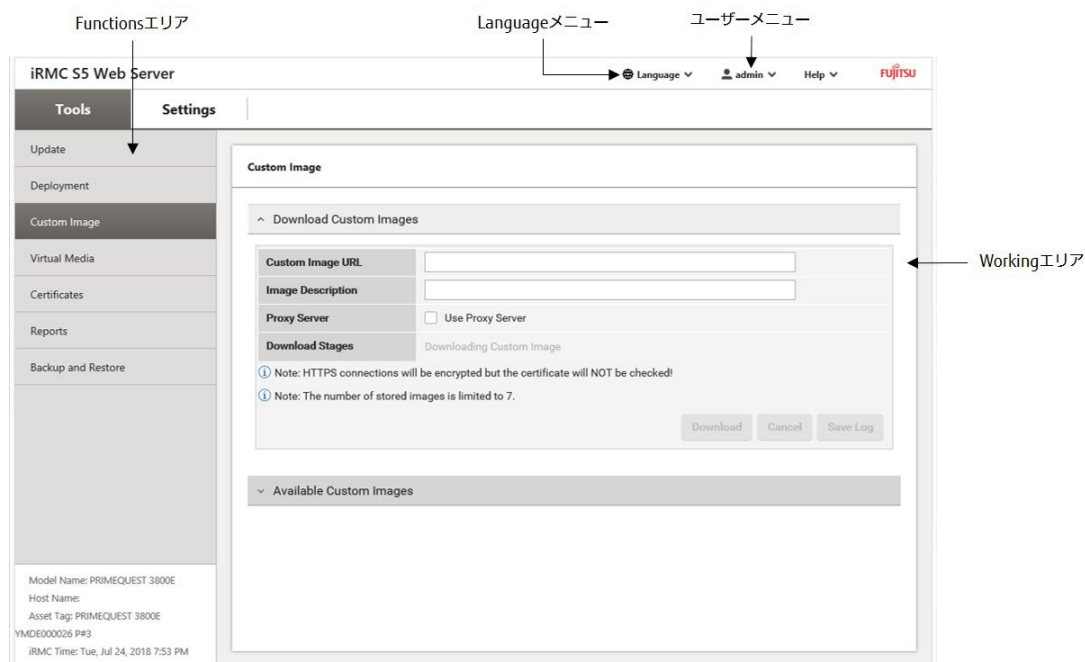 Functionsエリア
Languageメニュー
ユーザーメニュー
iRMC S5 Web Server
Language
admin
Help
FUJITSU
Tools
Settings
Update
Deployment
Custom Image
Virtual Media
Certificates
Reports
Backup and Restore
Custom Image
Download Custom Images
Custom Image URL
Image Description
Proxy Server
Use Proxy Server
Download Stages
Downloading Custom Image
Note: HTTPS connections will be encrypted but the certificate will NOT be checked!
Note: The number of stored images is limited to 7.
Download
Cancel
Save Log
Available Custom Images
Workingエリア
Model Name: PRIMEQUEST 3800E
Host Name:
Asset Tag: PRIMEQUEST 3800E
YMDE000026 P#3
iRMC Time: Tue, Jul 24, 2018 7:53 PM